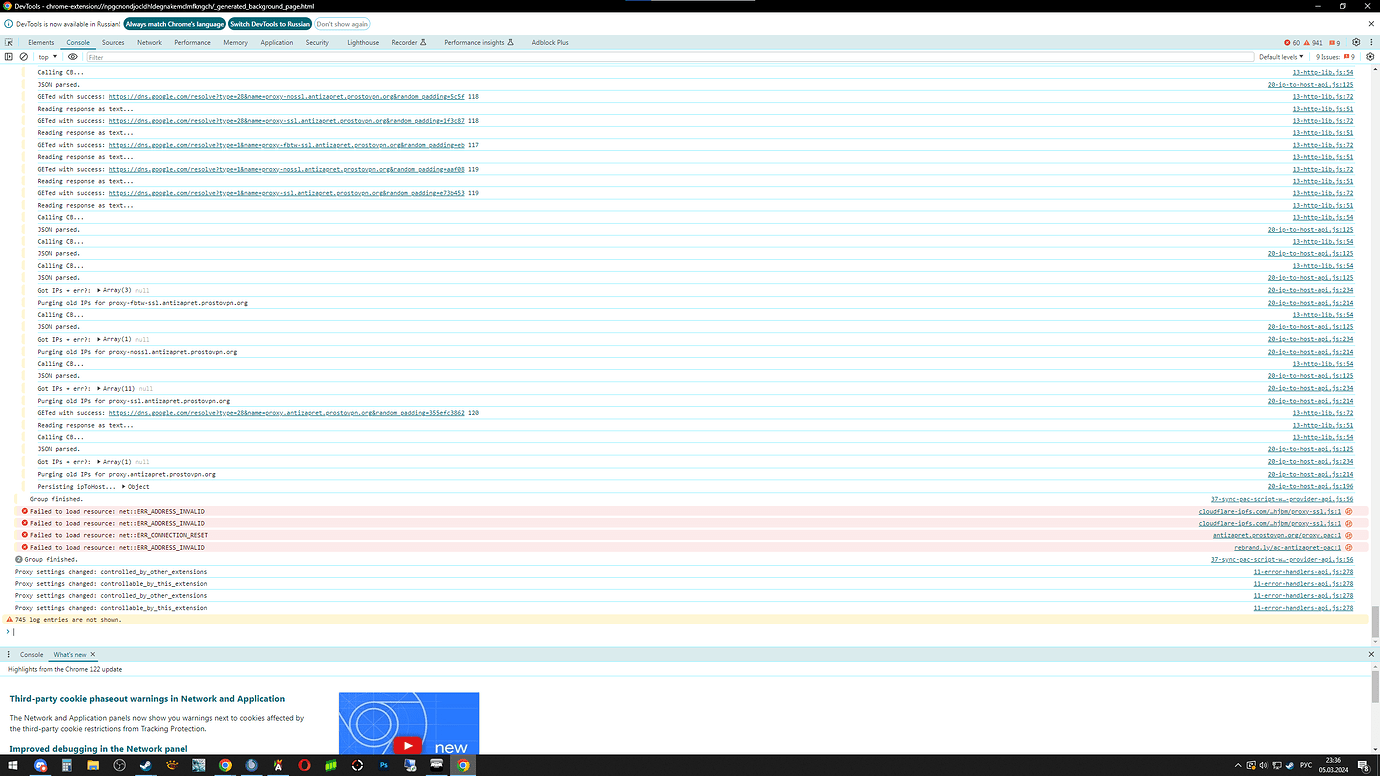 DevTools - chrome-extension://npgcnondjocldhldegnakemclmfkngch/_generated_background_page.html
DevTools is now available in Russian! Always match Chrome's language Switch DevTools to Russian Don't show again
Elements Console Sources Network Performance Memory Application Security Lighthouse Recorder Performance insights Adblock Plus 60 941 9
top Filter Default levels 9 Issues: 9
Calling CB... 13-http-lib.js:54
JSON parsed. 20-ip-to-host-api.js:125
GETed with success: https://dns.google.com/resolve?type=28&name=proxy-nossl.antizapret.prostovpn.org&random_padding=5c5f 118 13-http-lib.js:72
Reading response as text... 13-http-lib.js:51
GETed with success: https://dns.google.com/resolve?type=28&name=proxy-ssl.antizapret.prostovpn.org&random_padding=1f3c87 118 13-http-lib.js:72
Reading response as text... 13-http-lib.js:51
GETed with success: https://dns.google.com/resolve?type=1&name=proxy-fbtw-ssl.antizapret.prostovpn.org&random_padding=eb 117 13-http-lib.js:72
Reading response as text... 13-http-lib.js:51
GETed with success: https://dns.google.com/resolve?type=1&name=proxy-nossl.antizapret.prostovpn.org&random_padding=aaf08 119 13-http-lib.js:72
Reading response as text... 13-http-lib.js:51
GETed with success: https://dns.google.com/resolve?type=1&name=proxy-ssl.antizapret.prostovpn.org&random_padding=e73b453 119 13-http-lib.js:72
Reading response as text... 13-http-lib.js:51
Calling CB... 13-http-lib.js:54
JSON parsed. 20-ip-to-host-api.js:125
Calling CB... 13-http-lib.js:54
JSON parsed. 20-ip-to-host-api.js:125
Calling CB... 13-http-lib.js:54
JSON parsed. 20-ip-to-host-api.js:125
Got IPs + err?: Array(3) null 20-ip-to-host-api.js:234
Purging old IPs for proxy-fbtw-ssl.antizapret.prostovpn.org 20-ip-to-host-api.js:214
Calling CB... 13-http-lib.js:54
JSON parsed. 20-ip-to-host-api.js:125
Got IPs + err?: Array(1) null 20-ip-to-host-api.js:234
Purging old IPs for proxy-nossl.antizapret.prostovpn.org 20-ip-to-host-api.js:214
Calling CB... 13-http-lib.js:54
JSON parsed. 20-ip-to-host-api.js:125
Got IPs + err?: Array(11) null 20-ip-to-host-api.js:234
Purging old IPs for proxy-ssl.antizapret.prostovpn.org 20-ip-to-host-api.js:214
GETed with success: https://dns.google.com/resolve?type=28&name=proxy.antizapret.prostovpn.org&random_padding=355efc3862 120 13-http-lib.js:72
Reading response as text... 13-http-lib.js:51
Calling CB... 13-http-lib.js:54
JSON parsed. 20-ip-to-host-api.js:125
Got IPs + err?: Array(1) null 20-ip-to-host-api.js:234
Purging old IPs for proxy.antizapret.prostovpn.org 20-ip-to-host-api.js:214
Persisting ipToHost... Object 20-ip-to-host-api.js:196
Group finished. 37-sync-pac-script-w…-provider-api.js:56
Failed to load resource: net::ERR_ADDRESS_INVALID cloudflare-ipfs.com/…hjbm/proxy-ssl.js:1
Failed to load resource: net::ERR_ADDRESS_INVALID cloudflare-ipfs.com/…hjbm/proxy-ssl.js:1
Failed to load resource: net::ERR_CONNECTION_RESET antizapret.prostovpn.org/proxy.pac:1
Failed to load resource: net::ERR_ADDRESS_INVALID rebrand.ly/ac-antizapret-pac:1
2 Group finished. 37-sync-pac-script-w…-provider-api.js:56
Proxy settings changed: controlled_by_other_extensions 11-error-handlers-api.js:278
Proxy settings changed: controllable_by_this_extension 11-error-handlers-api.js:278
Proxy settings changed: controlled_by_other_extensions 11-error-handlers-api.js:278
Proxy settings changed: controllable_by_this_extension 11-error-handlers-api.js:278
745 log entries are not shown.
Console What's new
Highlights from the Chrome 122 update
Third-party cookie phaseout warnings in Network and Application
The Network and Application panels now show you warnings next to cookies affected by
the third-party cookie restrictions from Tracking Protection.
Improved debugging in the Network panel
new
Ps
РУС
23:36
05.03.2024